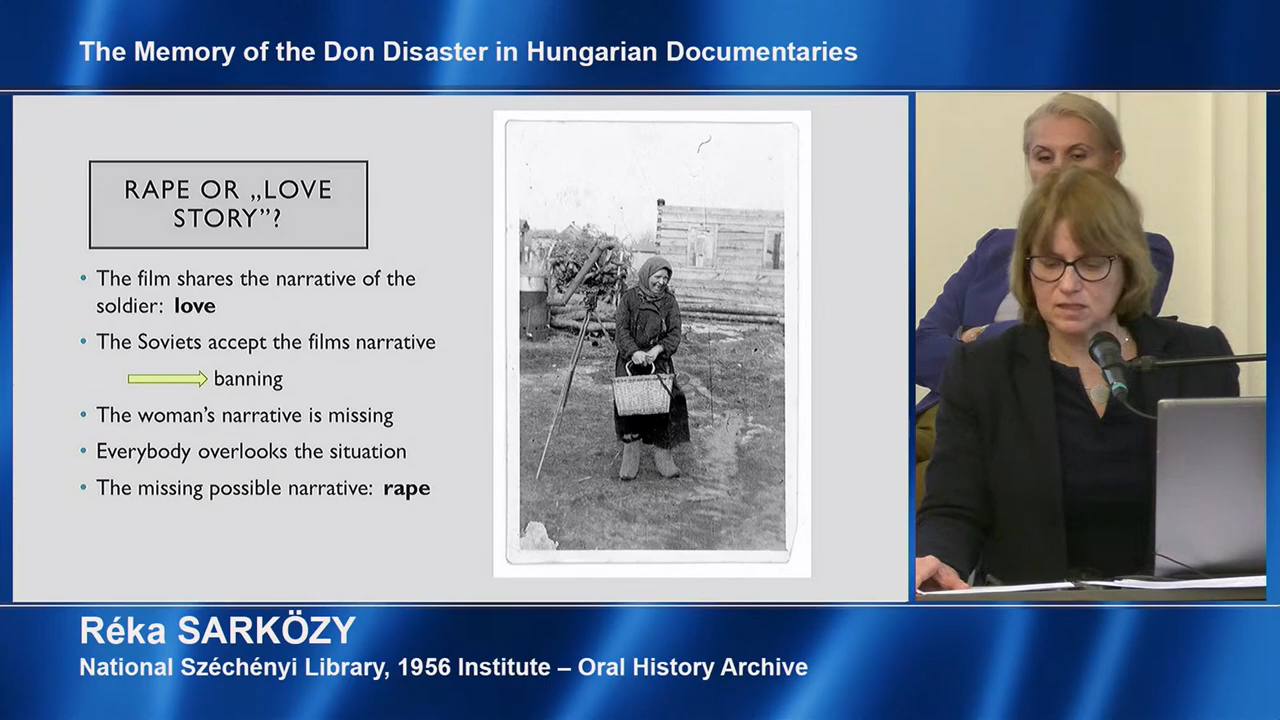 The Memory of the Don Disaster in Hungarian Documentaries
RAPE OR „LOVE
STORY”?
• The film shares the narrative of the
soldier: love
• The Soviets accept the films narrative
banning
• The woman’s narrative is missing
• Everybody overlooks the situation
• The missing possible narrative: rape
Réka SARKÖZY
National Széchényi Library, 1956 Institute – Oral History Archive